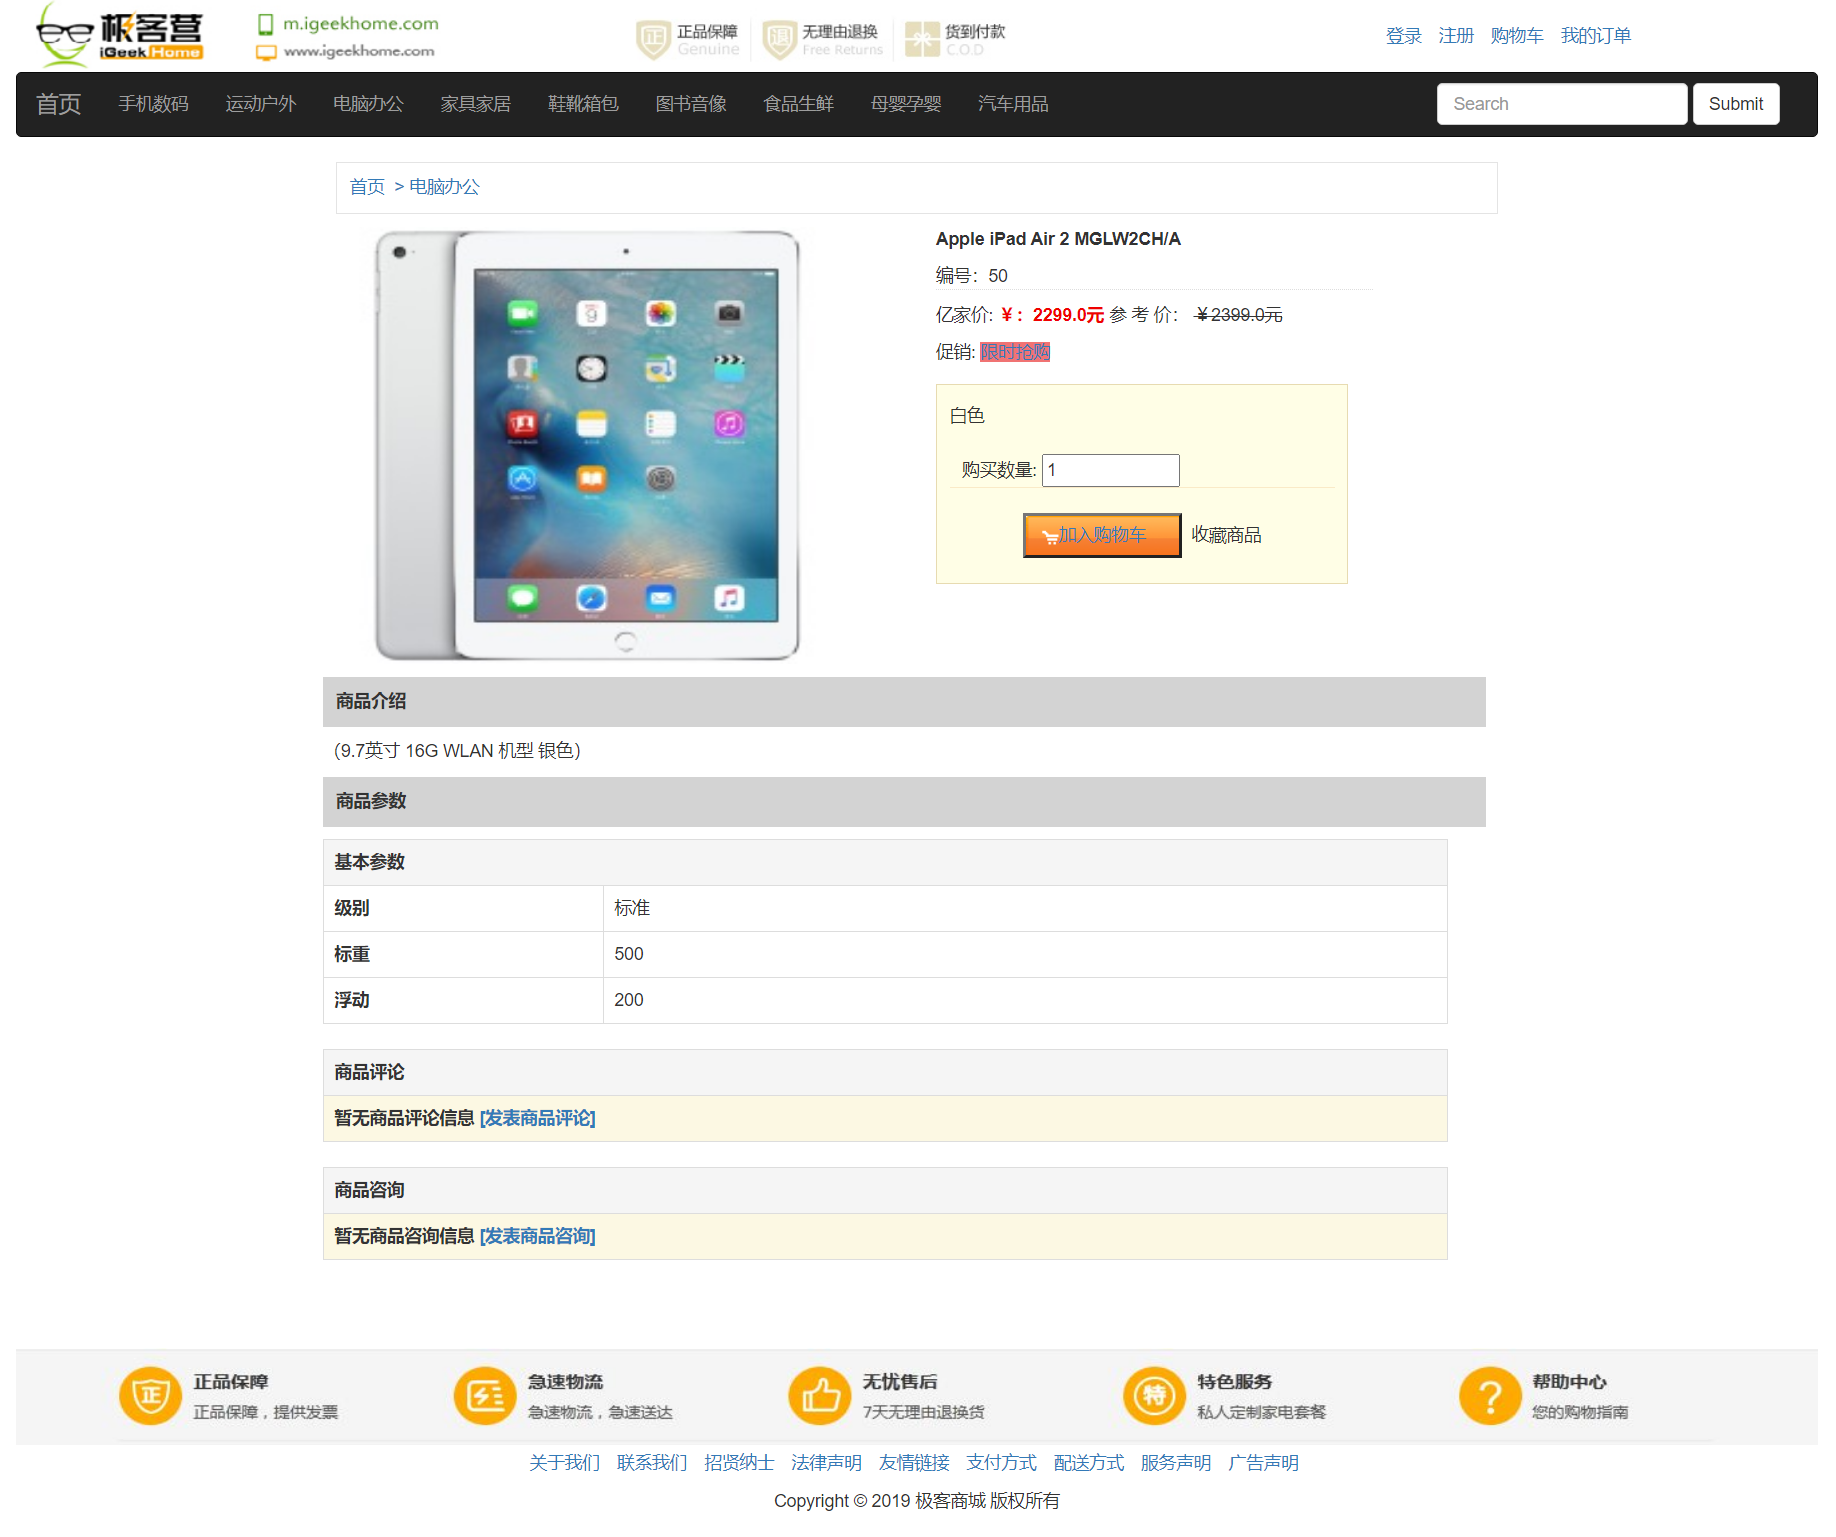 极客营
iGeek Home
m.igeekhome.com
www.igeekhome.com
正 正品保障 Genuine
退 无理由退换 Free Returns
货到付款 C.O.D
登录 注册 购物车 我的订单
首页 手机数码 运动户外 电脑办公 家具家居 鞋靴箱包 图书音像 食品生鲜 母婴孕婴 汽车用品 Search Submit
首页 > 电脑办公
Apple iPad Air 2 MGLW2CH/A
编号：50
亿家价: ￥：2299.0元 参 考 价： ￥2399.0元
促销: 限时抢购
白色
购买数量: 1
加入购物车 收藏商品
9
商品介绍
（9.7英寸 16G WLAN 机型 银色）
商品参数
基本参数
级别 标准
标重 500
浮动 200
商品评论
暂无商品评论信息 [发表商品评论]
商品咨询
暂无商品咨询信息 [发表商品咨询]
正 正品保障 急速物流 无忧售后 特 特色服务 ? 帮助中心
正品保障，提供发票 急速物流，急速送达 7天无理由退换货 私人定制家电套餐 您的购物指南
关于我们 联系我们 招贤纳士 法律声明 友情链接 支付方式 配送方式 服务声明 广告声明
Copyright © 2019 极客商城 版权所有